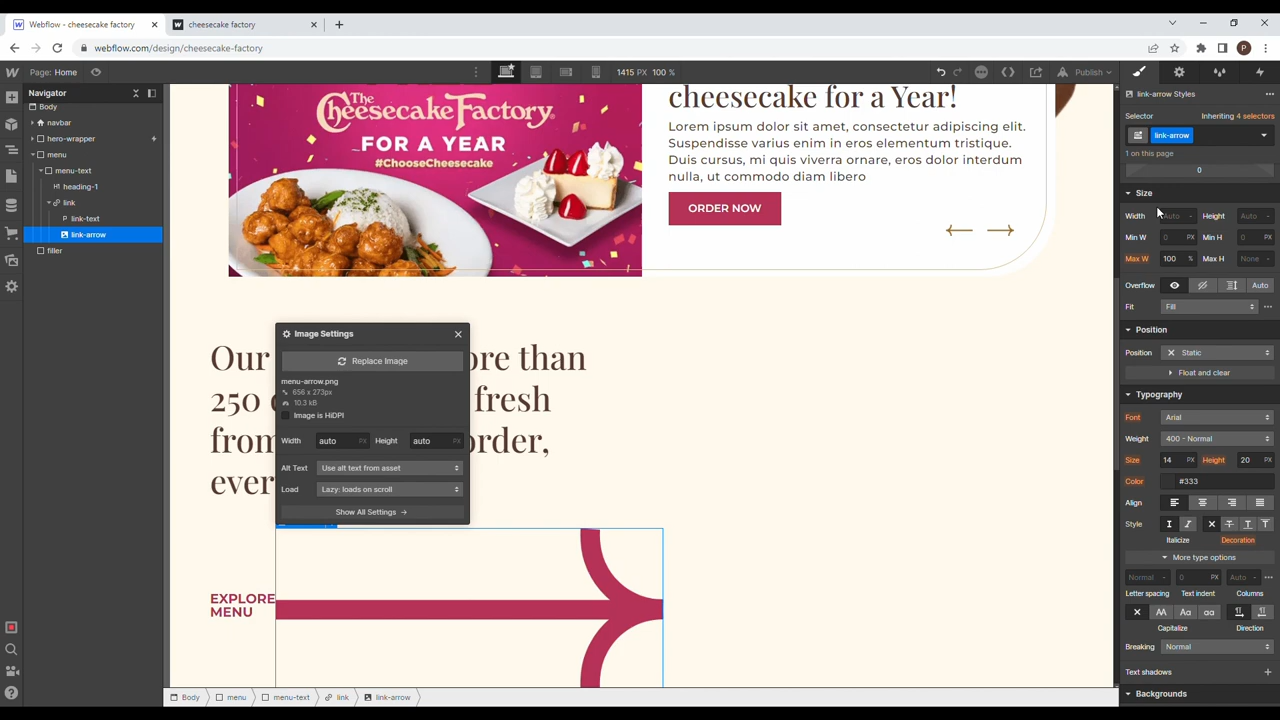 Webflow - cheesecake factory
cheesecake factory
webflow.com/design/cheesecake-factory
P
Page: Home
1415 PX 100 %
Publish
Navigator
Body
navbar
hero-wrapper
menu
menu-text
H1 heading-1
link
P link-text
link-arrow
filler
The
Cheesecake Factory
FOR A YEAR
#ChooseCheesecake
cheesecake for a Year!
Lorem ipsum dolor sit amet, consectetur adipiscing elit.
Suspendisse varius enim in eros elementum tristique.
Duis cursus, mi quis viverra ornare, eros dolor interdum
nulla, ut commodo diam libero
ORDER NOW
Our
ore than
250
fresh
from
order,
ever
Image Settings
Replace Image
menu-arrow.png
656 x 273px
10.3 kB
Image is HiDPI
Width auto PX Height auto PX
Alt Text Use alt text from asset
Load Lazy: loads on scroll
Show All Settings
EXPLORE
MENU
Body menu menu-text link link-arrow
link-arrow Styles
Selector Inheriting 4 selectors
link-arrow
1 on this page
0
Size
Width Auto - Height Auto -
Min W 0 PX Min H 0 PX
Max W 100 % Max H None -
Overflow Auto
Fit Fill
Position
Position Static
Float and clear
Typography
Font Arial
Weight 400 - Normal
Size 14 PX Height 20 PX
Color #333
Align
Style
Italicize Decoration
More type options
Normal - 0 PX Auto -
Letter spacing Text indent Columns
AA Aa aa
Capitalize Direction
Breaking Normal
Text shadows
Backgrounds